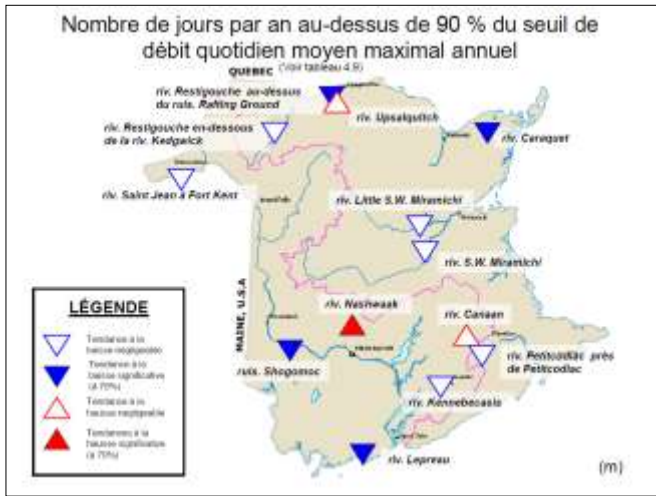 Nombre de jours par an au-dessus de 90 % du seuil de
débit quotidien moyen maximal annuel
QUEBEC (Voir tableau 4.9)
riv. Restigouche au-dessus
du ruis. Rafting Ground
riv. Upsalquitch
riv. Restigouche en-dessous
de la riv. Kedgwick
riv. Caraquet
riv. Saint Jean à Fort Kent
riv. Little S.W. Miramichi
riv. S.W. Miramichi
MAINE, U.S.A
riv. Nashwaak
riv. Canaan
riv. Petitcodiac près
de Petitcodiac
ruis. Shogomoc
riv. Kennebecasis
riv. Lepreau
(m)
LÉGENDE
Tendance à la
hausse négligeable
Tendance à la
hausse significative
(à 70%)
Tendance à la
hausse négligeable
Tendances à la
hausse significative
(à 70%)